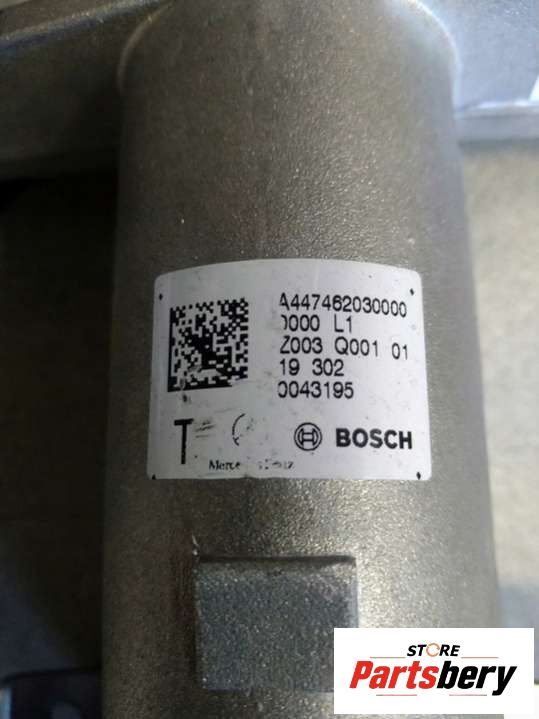 A447462030000
0000 L1
Z003 Q001 01
19 302
0043195
T
BOSCH
STORE
Partsbery